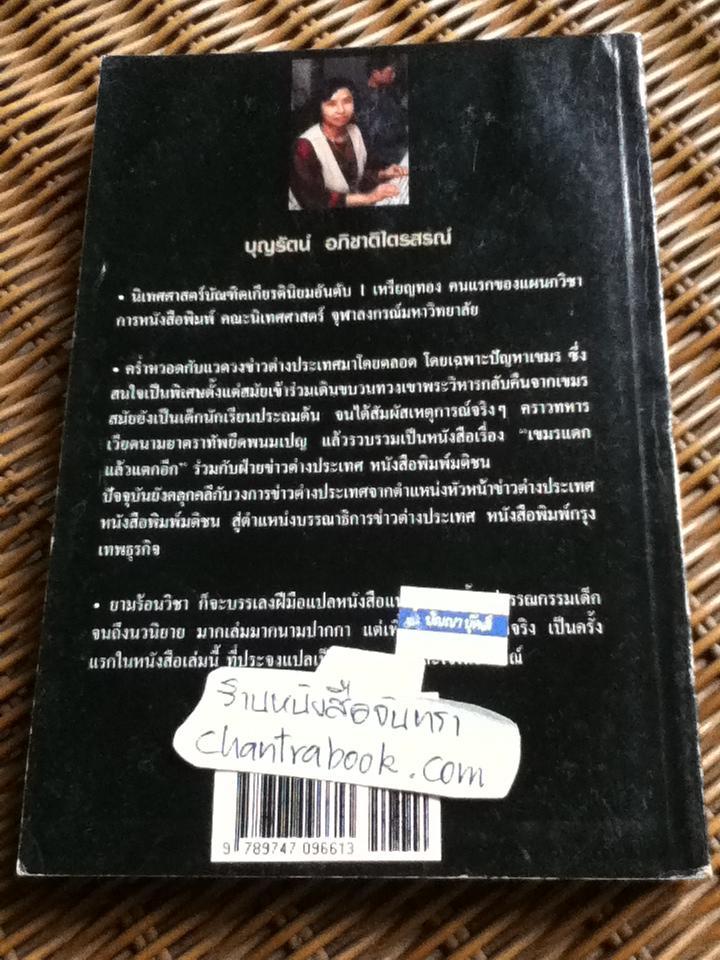 บุญรัตน์ อภิชาติไตรสรณ์
• นิเทศศาสตร์บัณฑิตเกียรตินิยมอันดับ 1 เหรียญทอง คนแรกของแผนกวิชา
การหนังสือพิมพ์ คณะนิเทศศาสตร์ จุฬาลงกรณ์มหาวิทยาลัย
• คร่ำหวอดกับแวดวงข่าวต่างประเทศมาโดยตลอด โดยเฉพาะปัญหาเขมร ซึ่ง
สนใจเป็นพิเศษตั้งแต่สมัยเข้าร่วมเดินขบวนทวงเขาพระวิหารกลับคืนจากเขมร
สมัยยังเป็นเด็กนักเรียนประถมต้น จนได้สัมผัสเหตุการณ์จริงๆ คราวทหาร
เวียดนามยาตราทัพยึดพนมเปญ แล้วรวบรวมเป็นหนังสือเรื่อง "เขมรแตก
แล้วแตกอีก" ร่วมกับฝ่ายข่าวต่างประเทศ หนังสือพิมพ์มติชน
ปัจจุบันยังคลุกคลีกับวงการข่าวต่างประเทศจากตำแหน่งหัวหน้าข่าวต่างประเทศ
หนังสือพิมพ์มติชน สู่ตำแหน่งบรรณาธิการข่าวต่างประเทศ หนังสือพิมพ์กรุง
เทพธุรกิจ
• ยามร้อนวิชา ก็จะบรรเลงฝีมือแปลหนังสือ รรณกรรมเด็ก
จนถึงนวนิยาย มากเล่มมากนามปากกา จริง เป็นครั้ง
แรกในหนังสือเล่มนี้ ที่ประจงแปล
ร้านหนังสือจันทรา
chantrabook.com
9 789747 096613